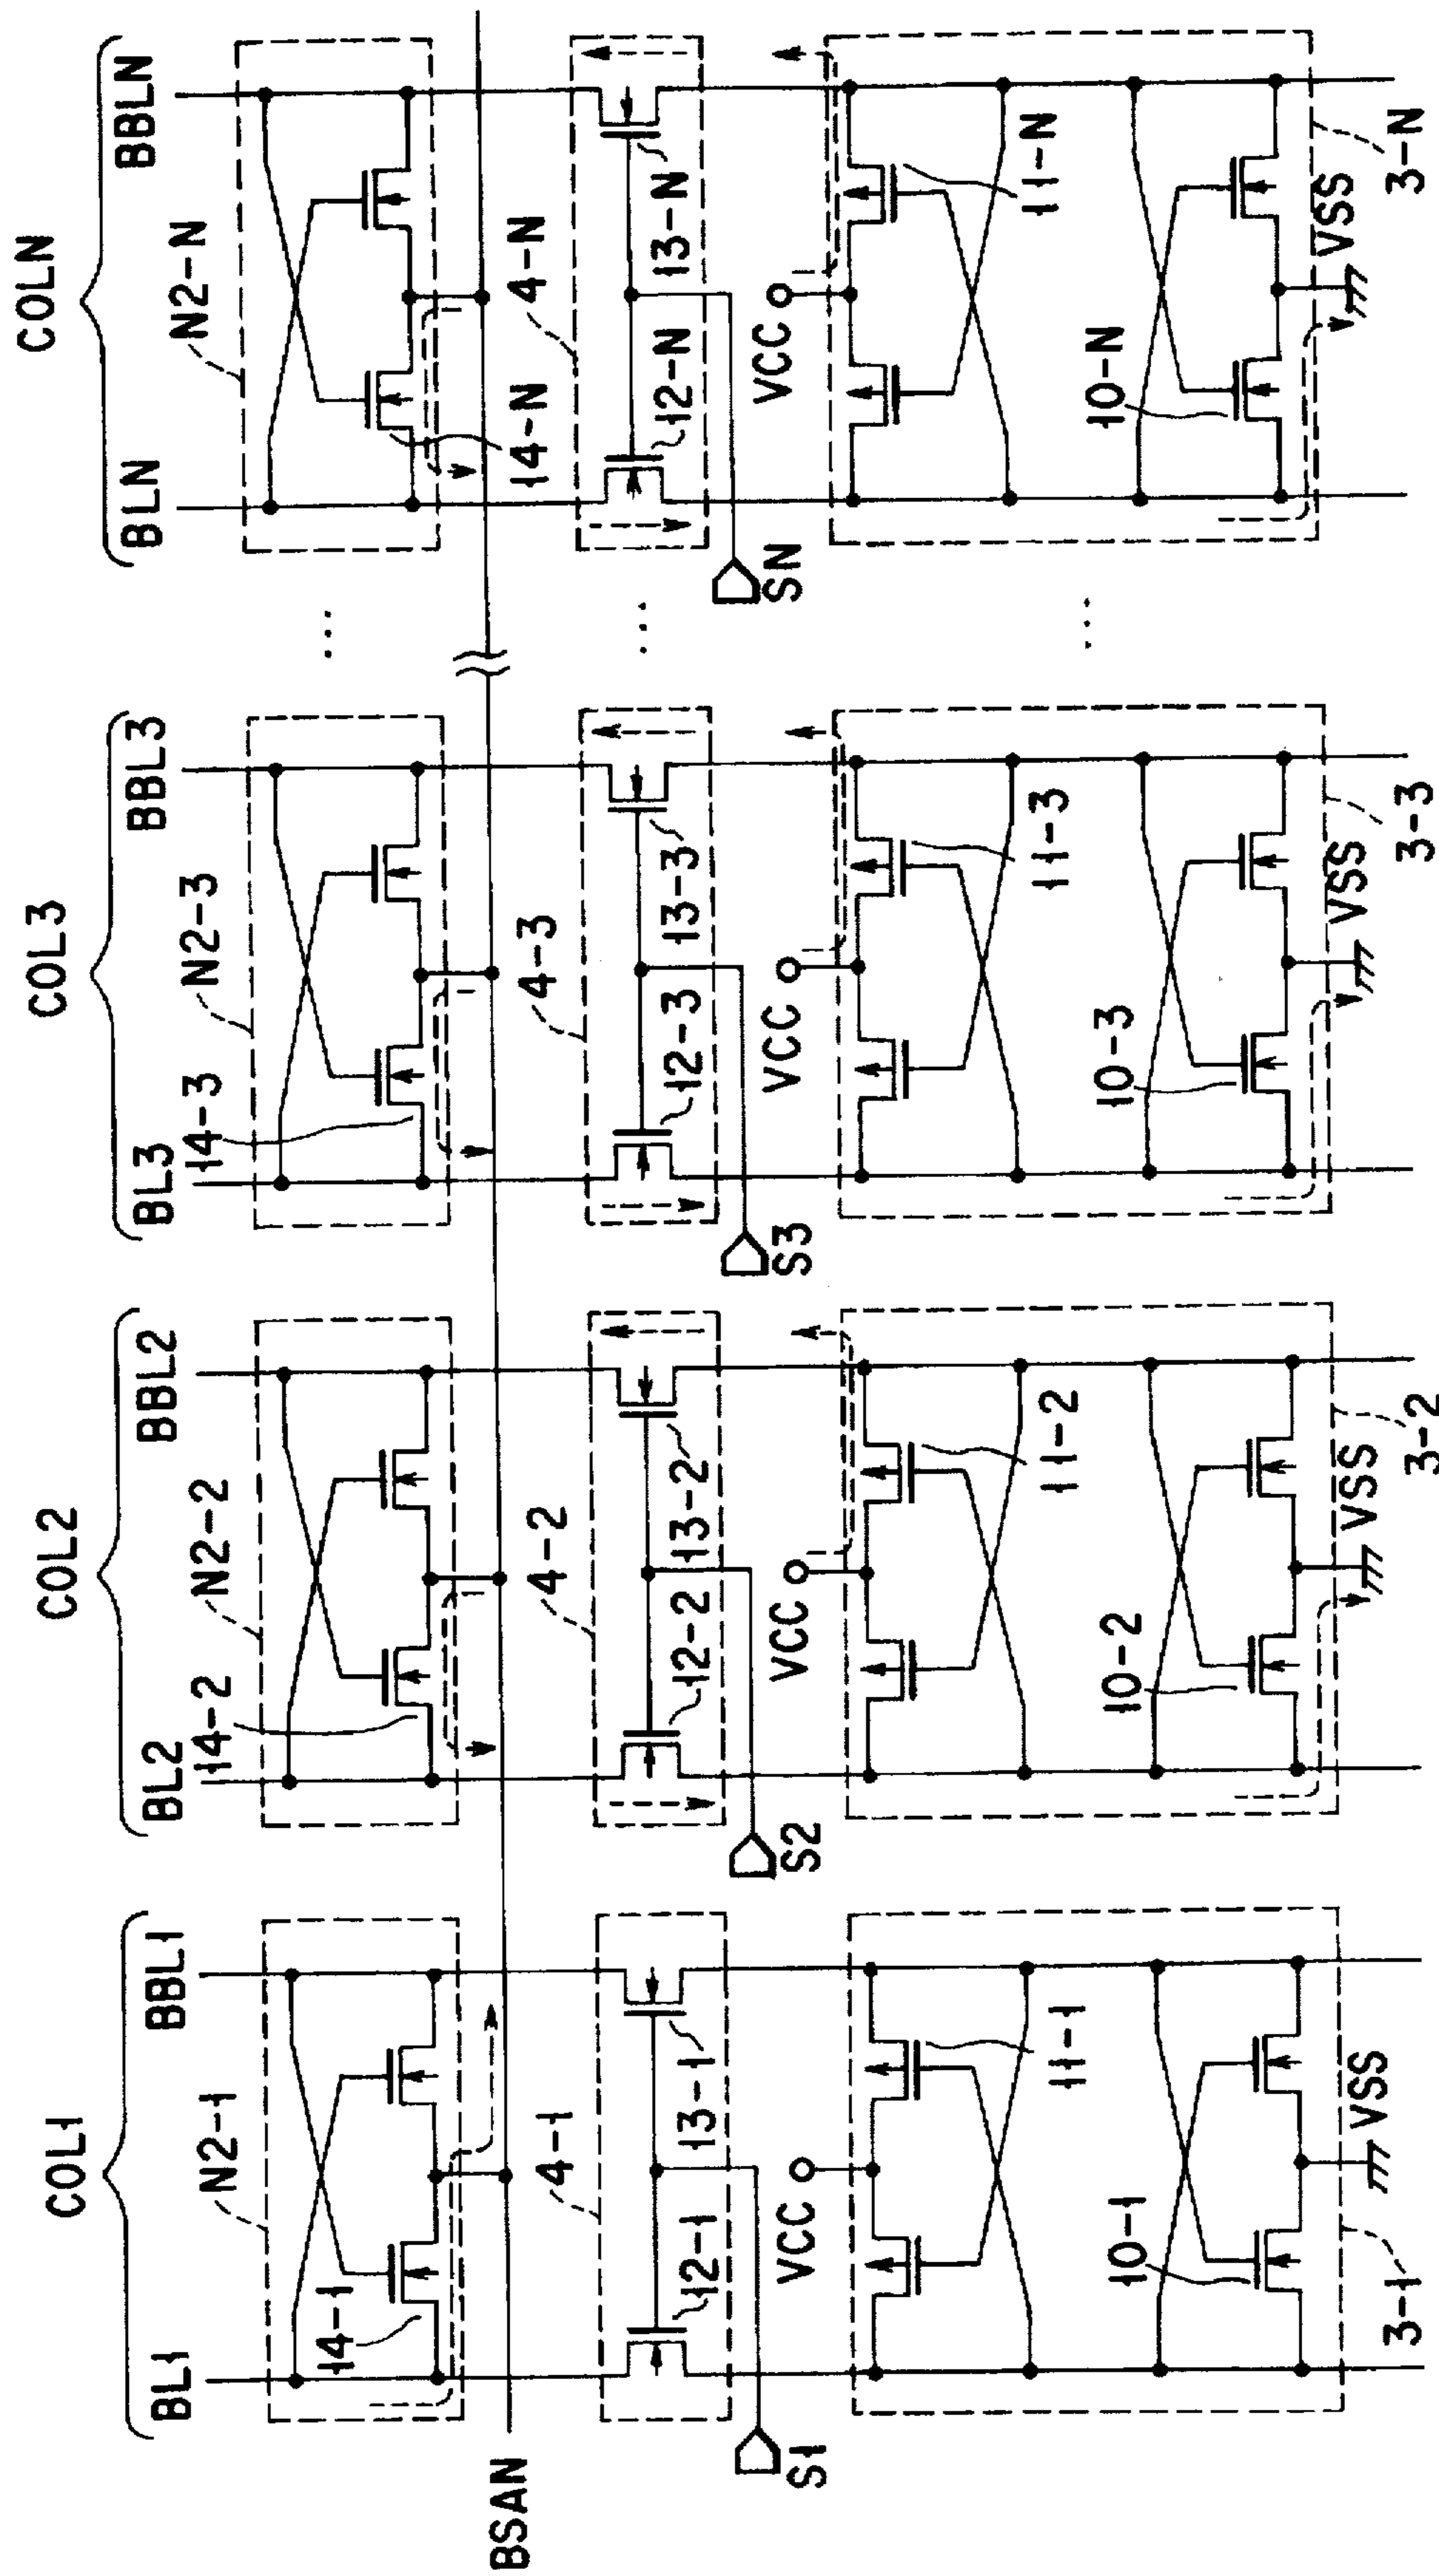 COL1 COL2 COL3 COLN
BL1 BBL1 BL2 BBL2 BL3 BBL3 BLN BBLN
N2-1 N2-2 N2-3 N2-N
14-1 14-2 14-3 14-N
BSAN
4-1 4-2 4-3 4-N
...
12-1 13-1 12-2 13-2 12-3 13-3 12-N 13-N
S1 S2 S3 SN
...
VCC VCC VCC VCC
11-1 11-2 11-3 11-N
...
10-1 10-2 10-3 10-N
VSS VSS VSS VSS
3-1 3-2 3-3 3-N